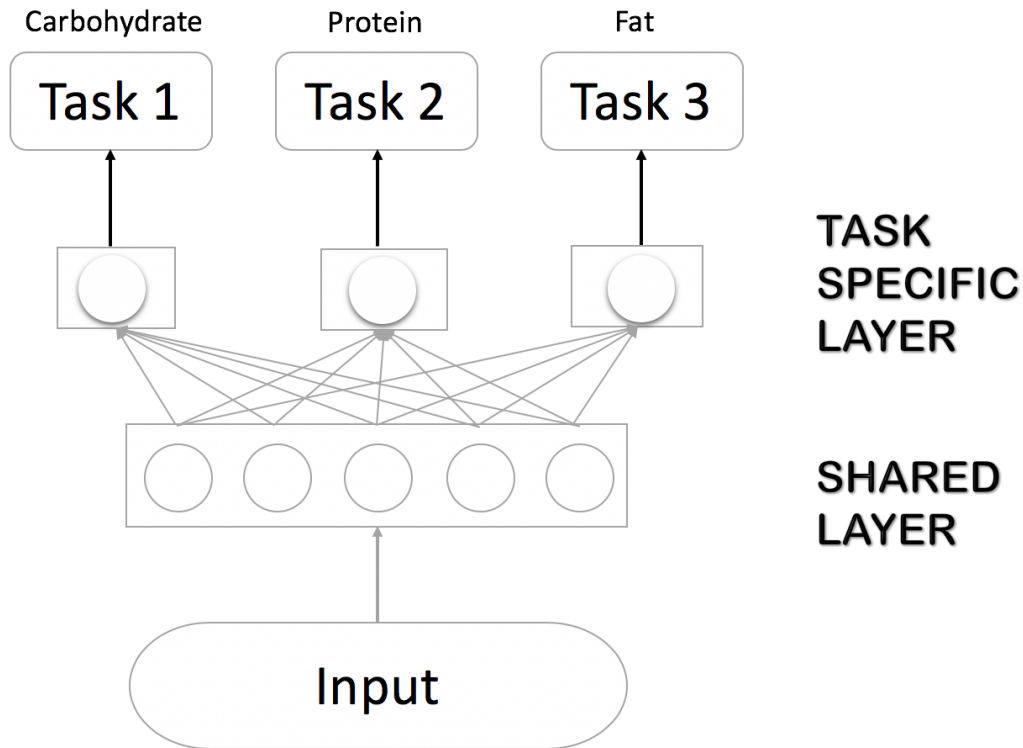 Carbohydrate
Protein
Fat
Task 1
Task 2
Task 3
TASK
SPECIFIC
LAYER
SHARED
LAYER
Input